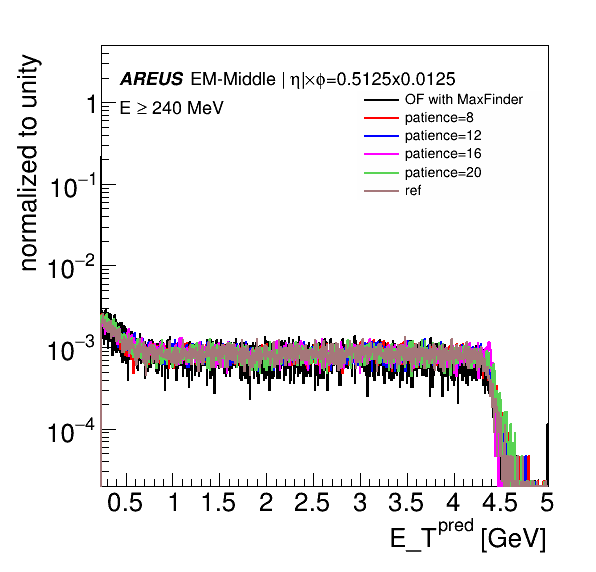 AREUS EM-Middle | η|×ϕ=0.5125x0.0125
E ≥ 240 MeV
OF with MaxFinder
patience=8
patience=12
patience=16
patience=20
ref
normalized to unity
1
10⁻¹
10⁻²
10⁻³
10⁻⁴
0.5 1 1.5 2 2.5 3 3.5 4 4.5 5
E_T^pred [GeV]